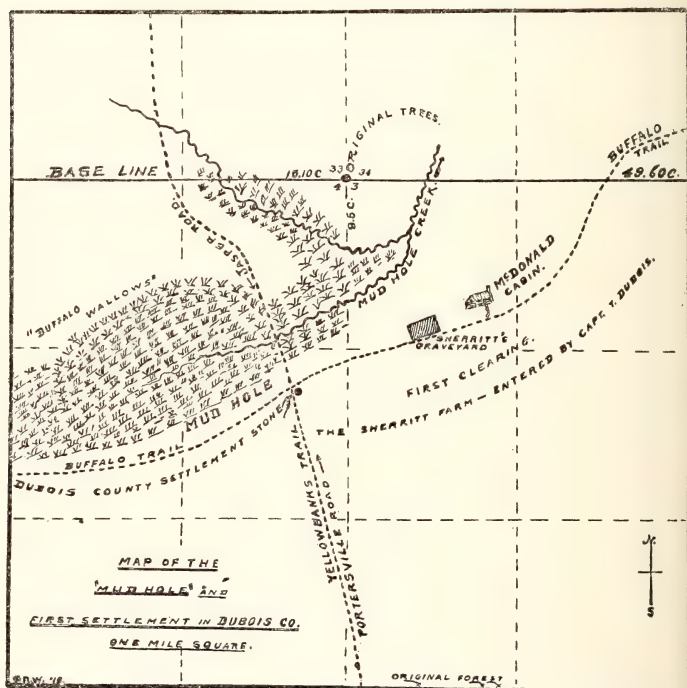 ORIGINAL TREES.
BUFFALO
TRAIL
BASE LINE
15.10 C
33 34
4 3
49.60C.
9.5 C.
JASPER ROAD
MUD HOLE CREEK.
"BUFFALO WALLOWS"
McDONALD
CABIN.
SHERRITT'S
GRAVEYARD
FIRST CLEARING.
THE SHERRITT FARM — ENTERED BY CAPT. T. DUBOIS.
MUD HOLE
BUFFALO TRAIL
DUBOIS COUNTY SETTLEMENT STONE
YELLOWBANKS TRAIL
PORTERSVILLE ROAD
MAP OF THE
"MUD HOLE" AND
FIRST SETTLEMENT IN DUBOIS CO.
ONE MILE SQUARE.
N.
S
ORIGINAL FOREST